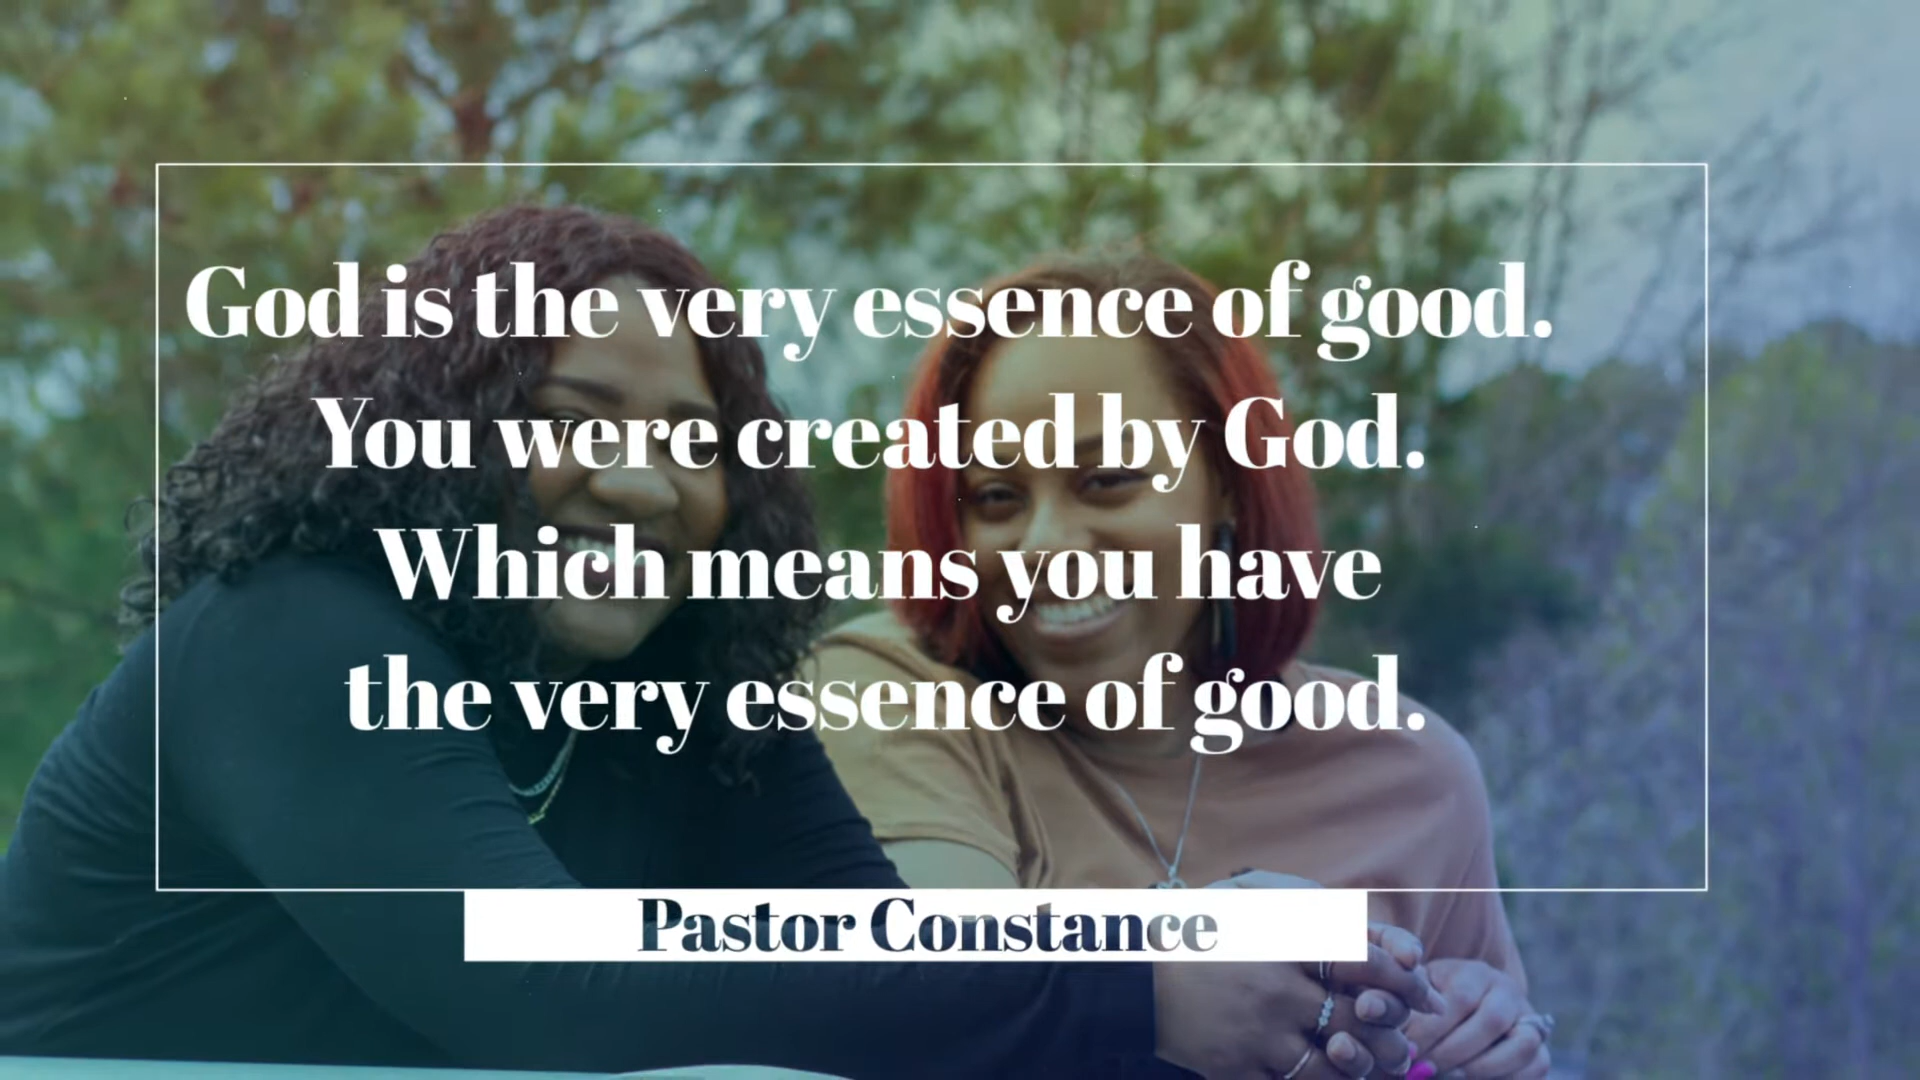 God is the very essence of good.
You were created by God.
Which means you have
the very essence of good.
Pastor Constance